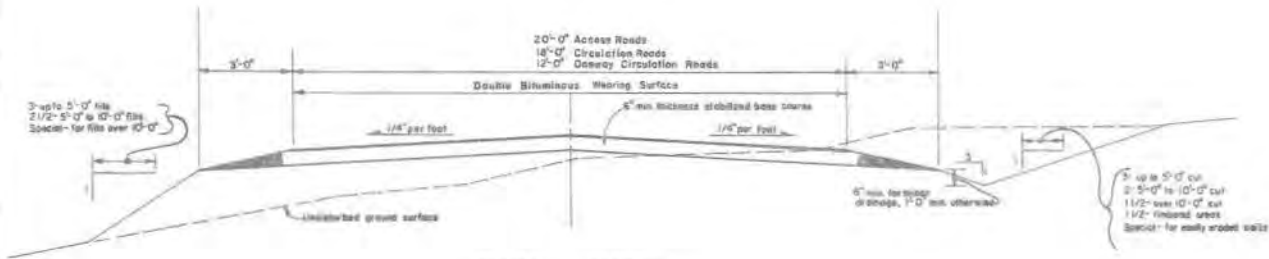 20'-0" Access Roads
18'-0" Circulation Roads
12'-0" Oneway Circulation Roads
3'-0"
3'-0"
Double Bituminous Wearing Surface
6" min. thickness stabilized base course
1/4" per foot
1/4" per foot
3-up to 5'-0" fills
2 1/2- 5'-0" to 10'-0" fills
Special- for fills over 10'-0"
1
Undisturbed ground surface
3
1
6" min. for minor
drainage, 1'-0" min. otherwise
3- up to 5'-0" cut
2- 5'-0" to 10'-0" cut
1 1/2- over 10'-0" cut
1 1/2- timbered areas
Special- for easily eroded soils